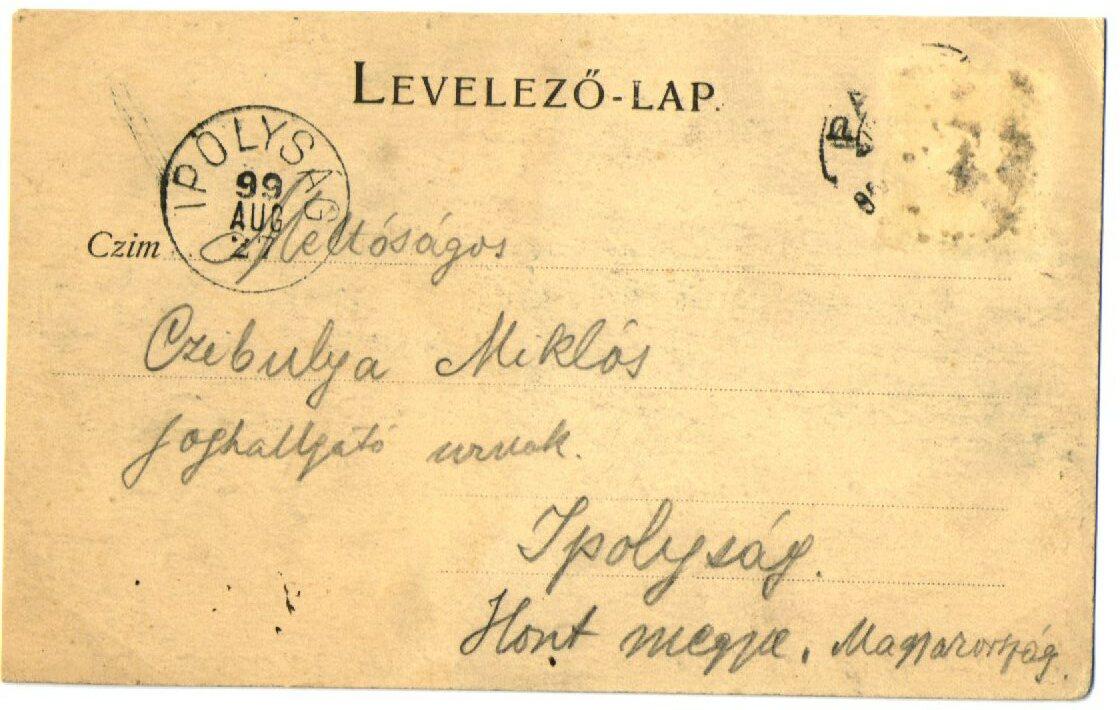 LEVELEZŐ-LAP.
IPOLYSÁG
99
AUG
27
Czim Méltóságos
Czibulya Miklós
joghallgató urnak.
Ipolyság.
Hont megye, Magyarország.